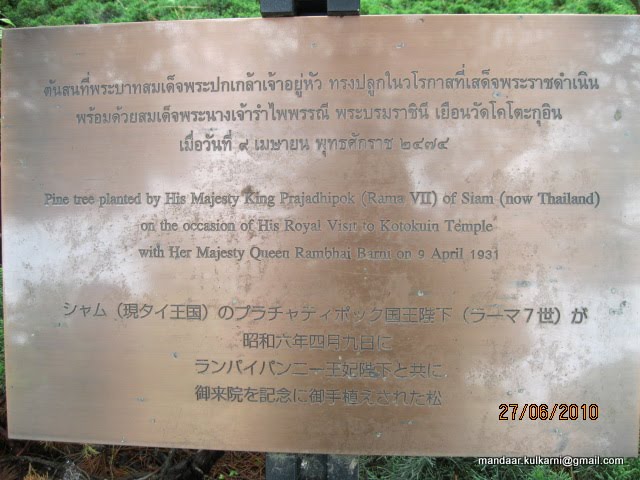 ต้นสนที่พระบาทสมเด็จพระปกเกล้าเจ้าอยู่หัว ทรงปลูกในวโรกาสที่เสด็จพระราชดำเนิน
พร้อมด้วยสมเด็จพระนางเจ้ารำไพพรรณี พระบรมราชินี เยือนวัดโคโตะกุอิน
เมื่อวันที่ ๙ เมษายน พุทธศักราช ๒๔๗๔
Pine tree planted by His Majesty King Prajadhipok (Rama VII) of Siam (now Thailand)
on the occasion of His Royal Visit to Kotokuin Temple
with Her Majesty Queen Rambhai Barni on 9 April 1931
シャム（現タイ王国）のプラチャティポック国王陛下（ラーマ7世）が
昭和六年四月九日に
ランパイパンニー王妃陛下と共に
御来院を記念に御手植えされた松
27/06/2010
mandaar.kulkarni@gmail.com